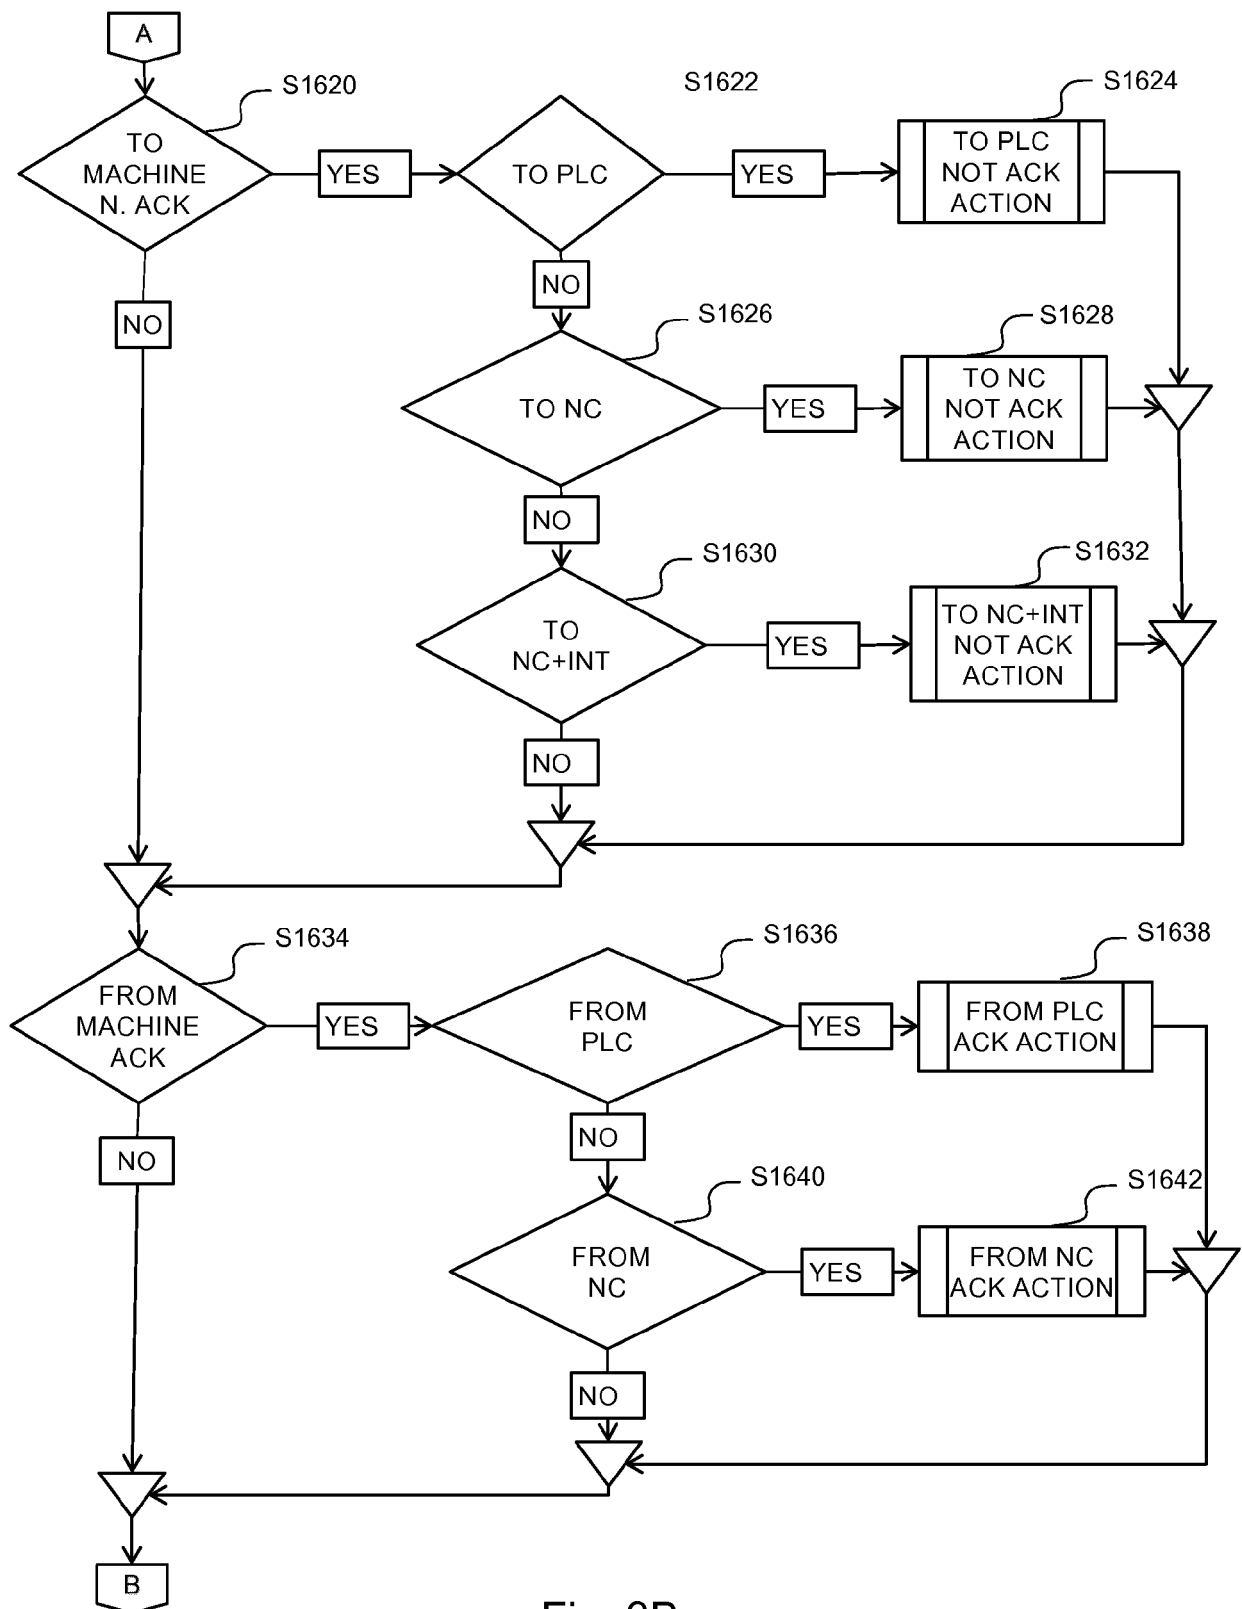 A
S1620
S1622
S1624
TO
MACHINE
N. ACK
YES
TO PLC
YES
TO PLC
NOT ACK
ACTION
NO
NO
S1626
S1628
TO NC
YES
TO NC
NOT ACK
ACTION
NO
S1630
S1632
TO
NC+INT
YES
TO NC+INT
NOT ACK
ACTION
NO
S1634
S1636
S1638
FROM
MACHINE
ACK
YES
FROM
PLC
YES
FROM PLC
ACK ACTION
NO
NO
S1640
S1642
FROM
NC
YES
FROM NC
ACK ACTION
NO
B